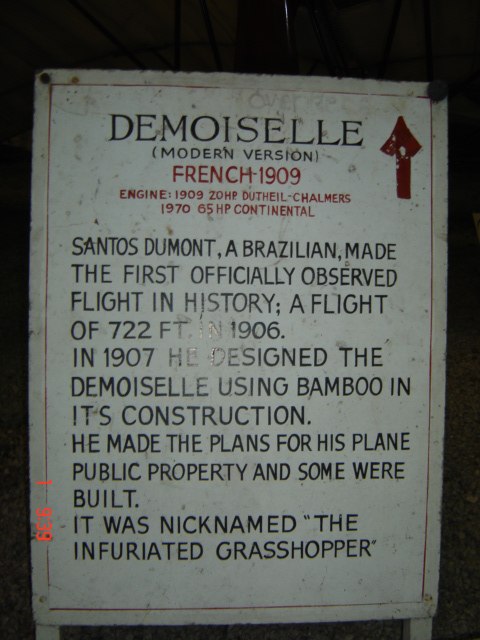 DEMOISELLE
(MODERN VERSION)
FRENCH 1909
ENGINE: 1909 20HP DUTHEIL-CHALMERS
1970 65HP CONTINENTAL
SANTOS DUMONT, A BRAZILIAN, MADE
THE FIRST OFFICIALLY OBSERVED
FLIGHT IN HISTORY; A FLIGHT
OF 722 FT. IN 1906.
IN 1907 HE DESIGNED THE
DEMOISELLE USING BAMBOO IN
IT'S CONSTRUCTION.
HE MADE THE PLANS FOR HIS PLANE
PUBLIC PROPERTY AND SOME WERE
BUILT.
IT WAS NICKNAMED "THE
INFURIATED GRASSHOPPER"